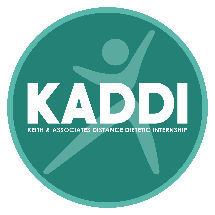 KADDI
KEITH & ASSOCIATES DISTANCE DIETETIC INTERNSHIP